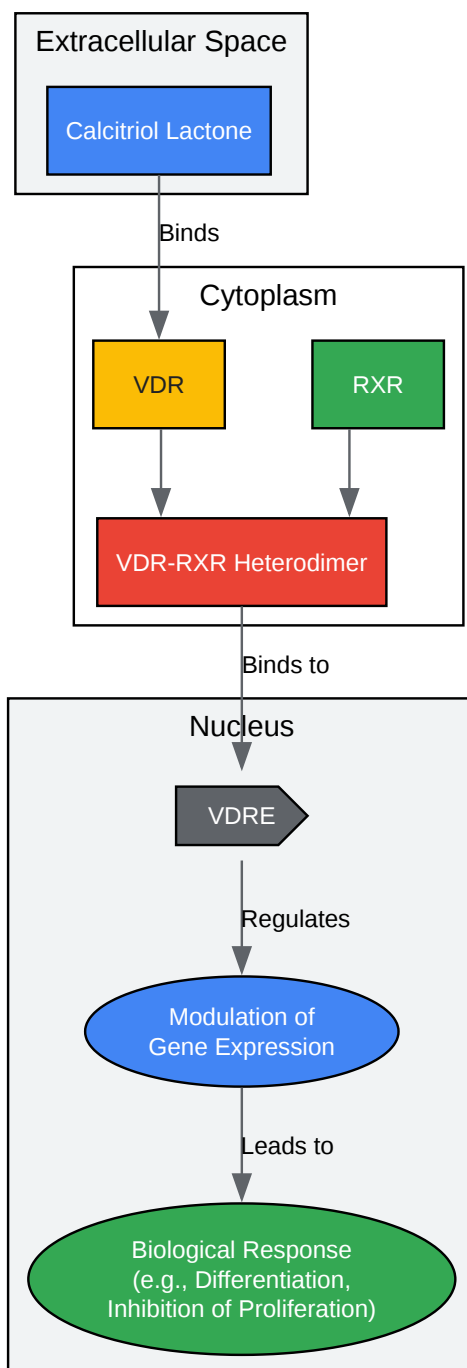 Extracellular Space
Calcitriol Lactone
Binds
Cytoplasm
VDR
RXR
VDR-RXR Heterodimer
Binds to
Nucleus
VDRE
Regulates
Modulation of
Gene Expression
Leads to
Biological Response
(e.g., Differentiation,
Inhibition of Proliferation)